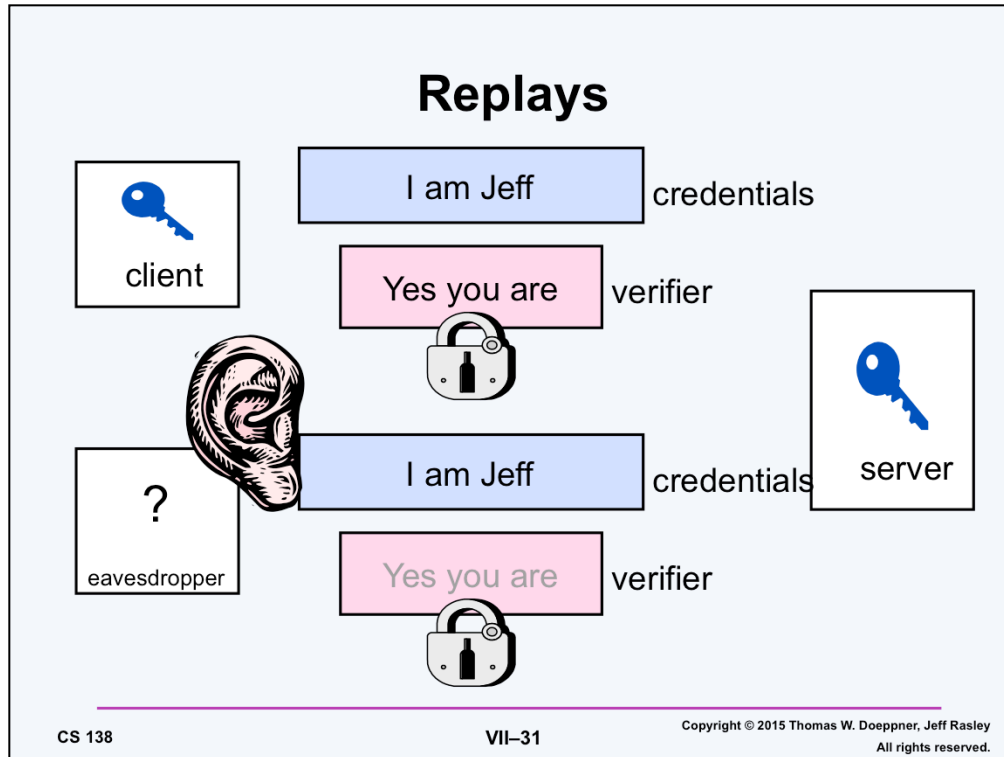 Replays
I am Jeff
credentials
client
Yes you are
verifier
I am Jeff
credentials
server
?
eavesdropper
Yes you are
verifier
CS 138
VII–31
Copyright © 2015 Thomas W. Doeppner, Jeff Rasley
All rights reserved.